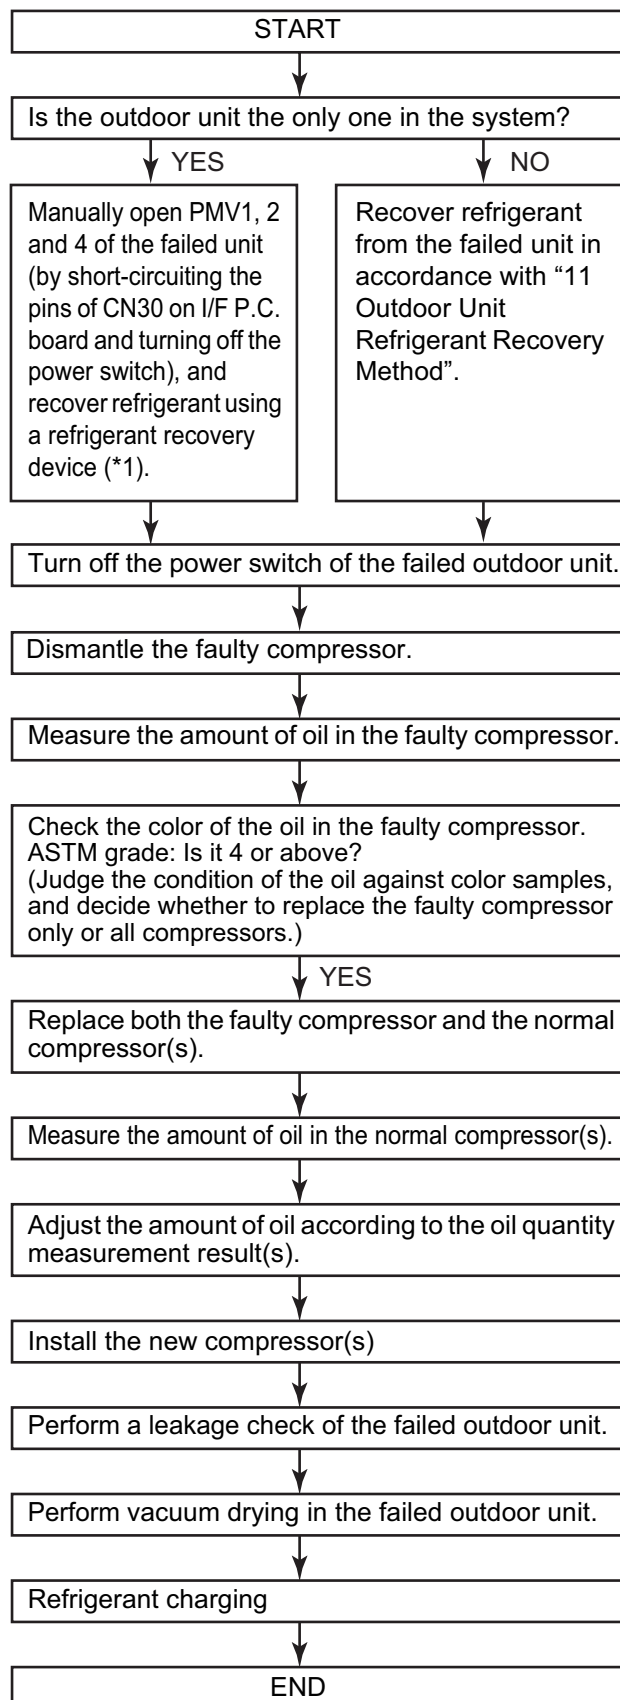 START
Is the outdoor unit the only one in the system?
YES
NO
Manually open PMV1, 2
and 4 of the failed unit
(by short-circuiting the
pins of CN30 on I/F P.C.
board and turning off the
power switch), and
recover refrigerant using
a refrigerant recovery
device (*1).
Recover refrigerant
from the failed unit in
accordance with “11
Outdoor Unit
Refrigerant Recovery
Method”.
Turn off the power switch of the failed outdoor unit.
Dismantle the faulty compressor.
Measure the amount of oil in the faulty compressor.
Check the color of the oil in the faulty compressor.
ASTM grade: Is it 4 or above?
(Judge the condition of the oil against color samples,
and decide whether to replace the faulty compressor
only or all compressors.)
YES
Replace both the faulty compressor and the normal
compressor(s).
Measure the amount of oil in the normal compressor(s).
Adjust the amount of oil according to the oil quantity
measurement result(s).
Install the new compressor(s)
Perform a leakage check of the failed outdoor unit.
Perform vacuum drying in the failed outdoor unit.
Refrigerant charging
END